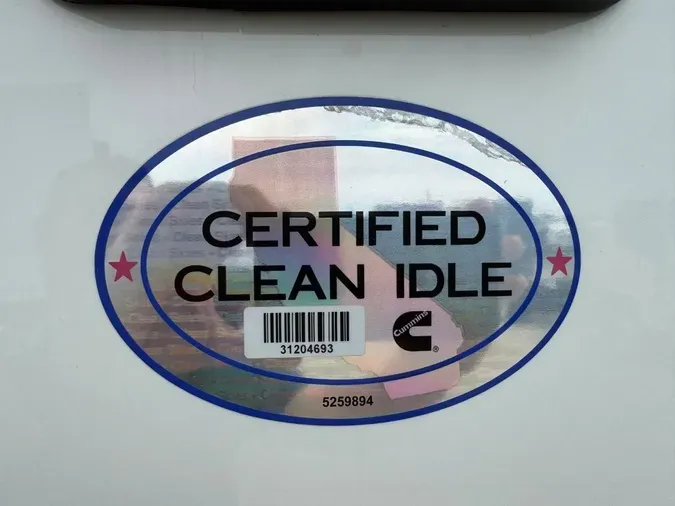 CERTIFIED
CLEAN IDLE
31204693
Cummins
®
5259894